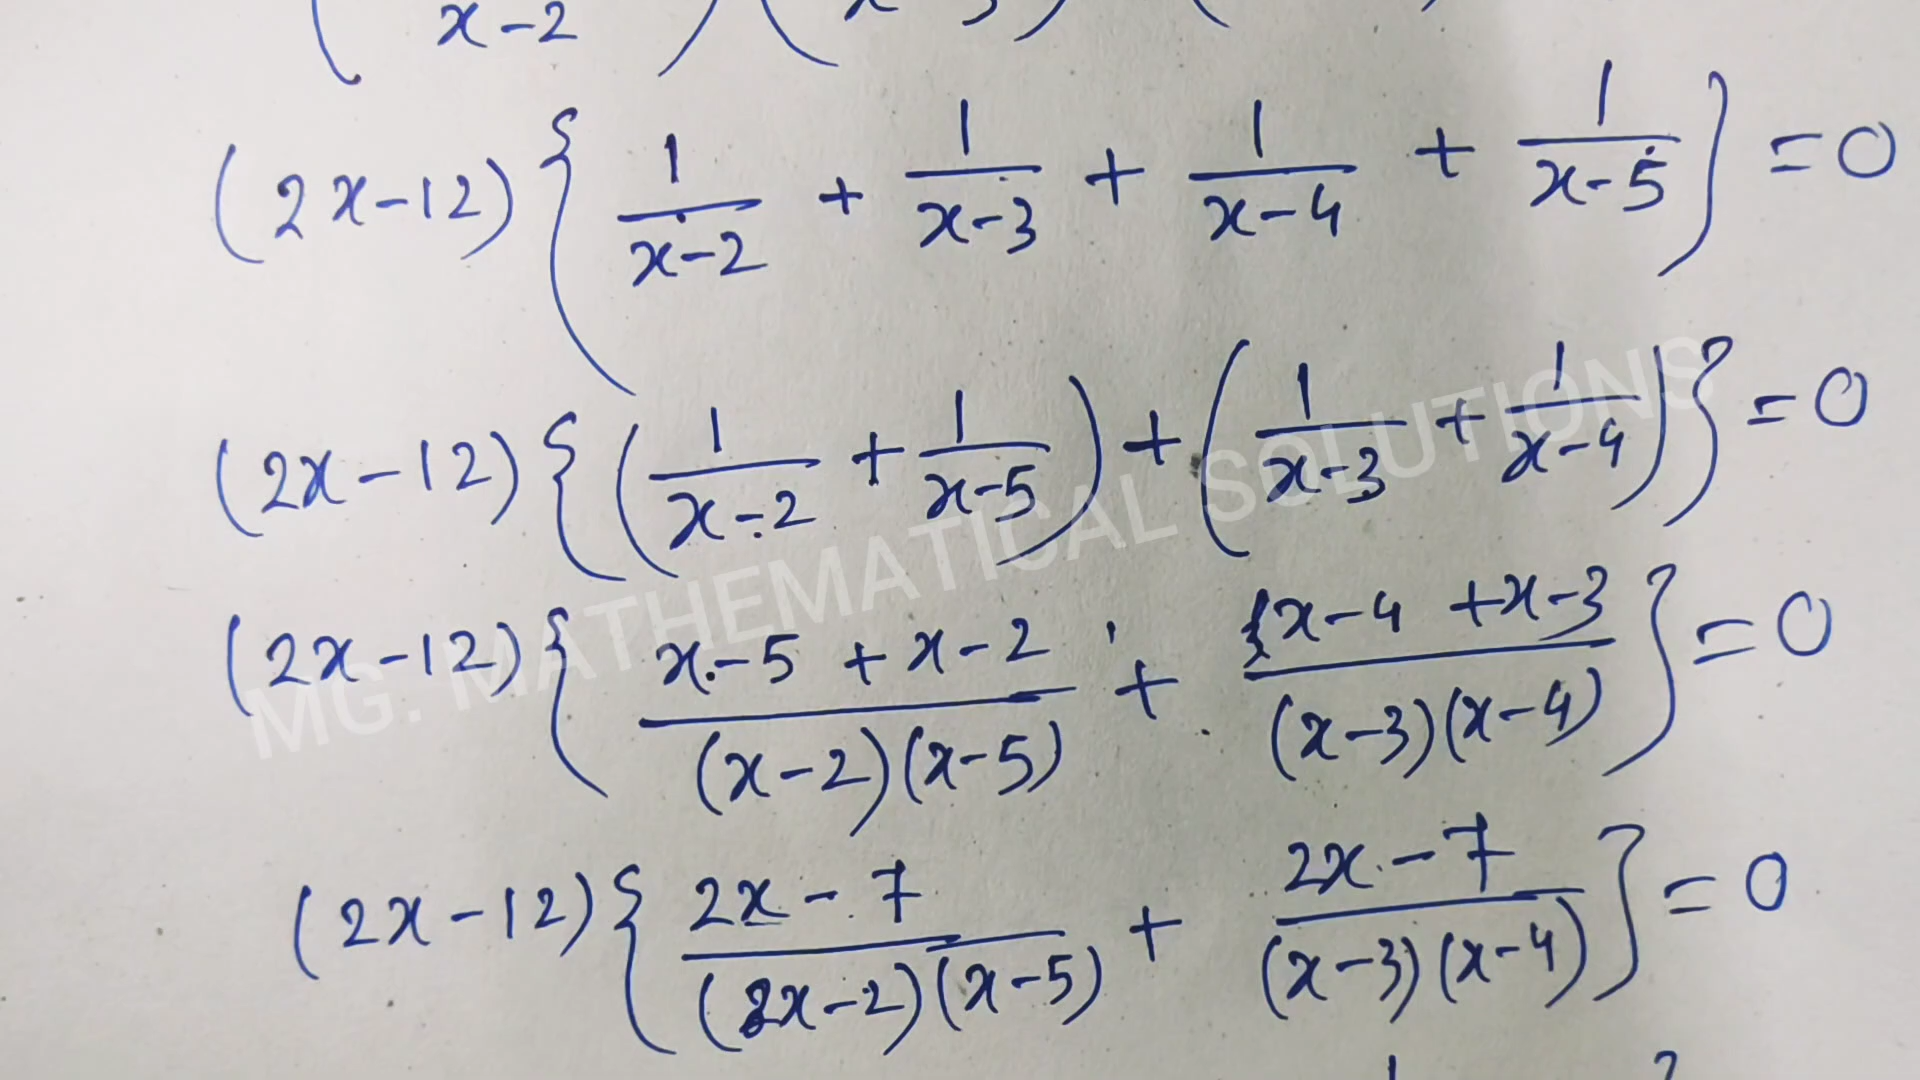 x-2
(2x-12){1/(x-2) + 1/(x-3) + 1/(x-4) + 1/(x-5)} = 0
(2x-12){(1/(x-2) + 1/(x-5)) + (1/(x-3) + 1/(x-4))} = 0
(2x-12){(x-5+x-2)/((x-2)(x-5)) + (x-4+x-3)/((x-3)(x-4))} = 0
(2x-12){(2x-7)/((2x-2)(x-5)) + (2x-7)/((x-3)(x-4))} = 0
MG. MATHEMATICAL SOLUTIONS